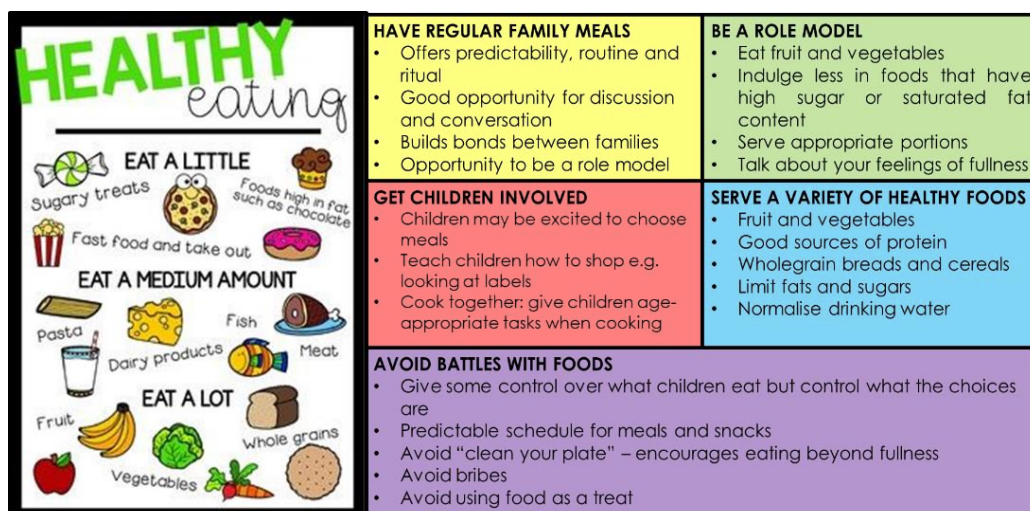 HEALTHY
eating
EAT A LITTLE
Sugary treats
Foods high in fat
such as chocolate
Fast food and take out
EAT A MEDIUM AMOUNT
Pasta
Dairy products
Fish
Meat
EAT A LOT
Fruit
Vegetables
Whole grains
HAVE REGULAR FAMILY MEALS
• Offers predictability, routine and
ritual
• Good opportunity for discussion
and conversation
• Builds bonds between families
• Opportunity to be a role model
BE A ROLE MODEL
• Eat fruit and vegetables
• Indulge less in foods that have
high sugar or saturated fat
content
• Serve appropriate portions
• Talk about your feelings of fullness
GET CHILDREN INVOLVED
• Children may be excited to choose
meals
• Teach children how to shop e.g.
looking at labels
• Cook together: give children age-
appropriate tasks when cooking
SERVE A VARIETY OF HEALTHY FOODS
• Fruit and vegetables
• Good sources of protein
• Wholegrain breads and cereals
• Limit fats and sugars
• Normalise drinking water
AVOID BATTLES WITH FOODS
• Give some control over what children eat but control what the choices
are
• Predictable schedule for meals and snacks
• Avoid “clean your plate” – encourages eating beyond fullness
• Avoid bribes
• Avoid using food as a treat